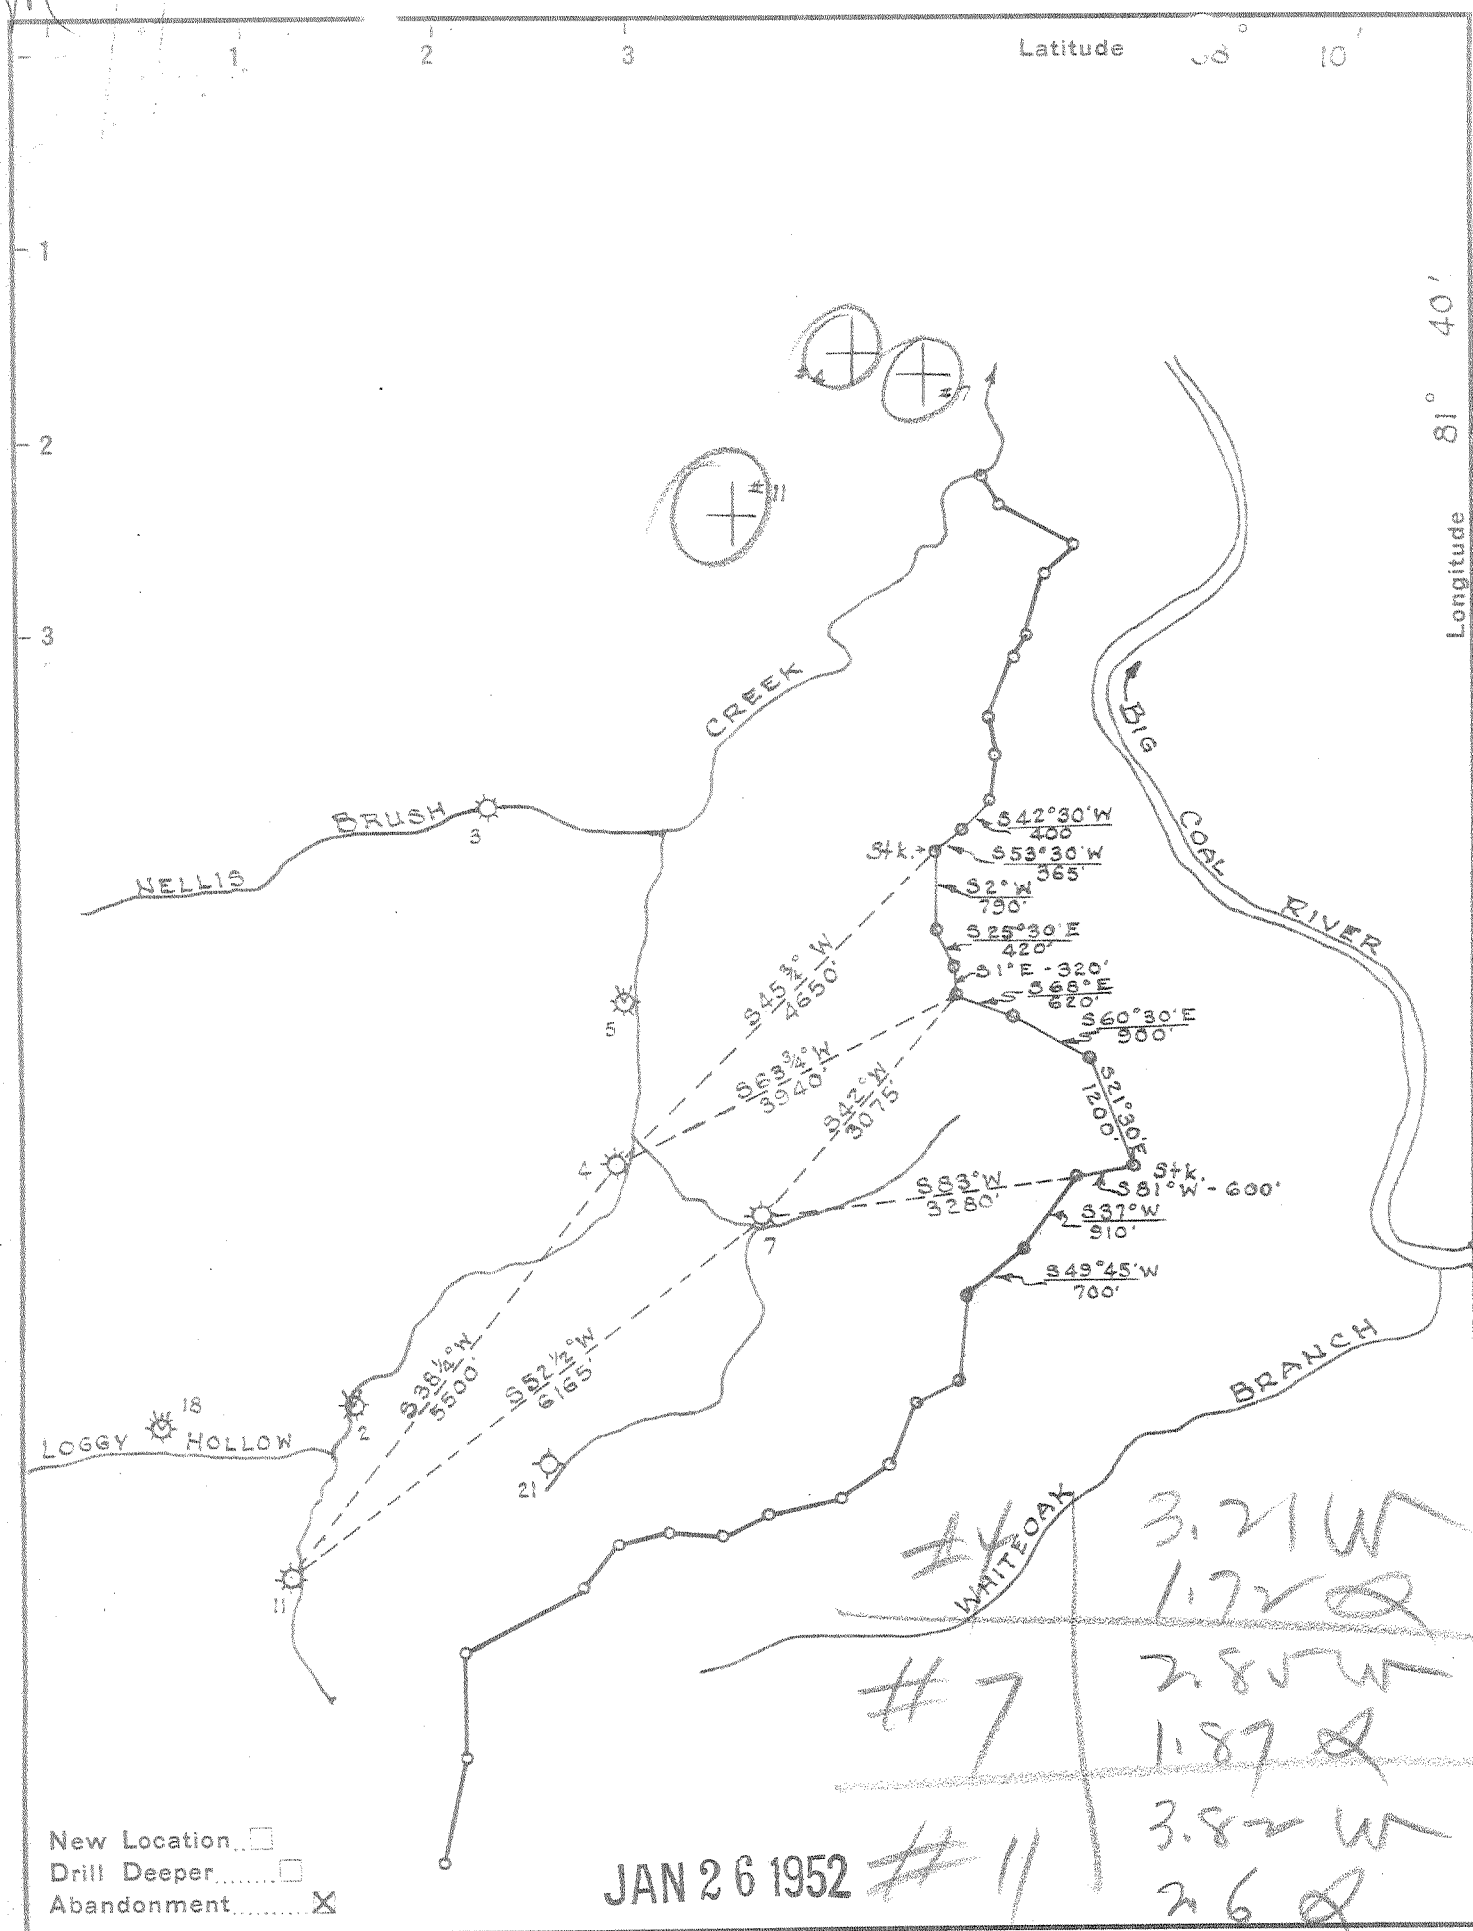 1 2 3 Latitude 38° 10'
1
2
3
81° 40'
Longitude
#4
#7
#11
CREEK
BRUSH
3
NELLIS
BIG
COAL
RIVER
S42°30'W
400
Stk.
S53°30'W
365'
S2°W
790'
S25°30'E
420'
S1°E - 320'
S68°E
620'
S60°30'E
900'
S21°30'E
1200'
Stk.
S81°W - 600'
S37°W
910'
S49°45'W
700'
S45¾°W
4650'
S63¾°W
3940'
S42°W
3075'
S83°W
3280'
5
4
7
S38¼°W
5500'
S52½°W
6165'
18
2
LOGGY HOLLOW
21
11
BRANCH
WHITEOAK
#4 3.21 W
1.72 S
#7 2.85 W
1.87 S
#11 3.82 W
2.6 S
New Location
Drill Deeper
Abandonment X
JAN 26 1952